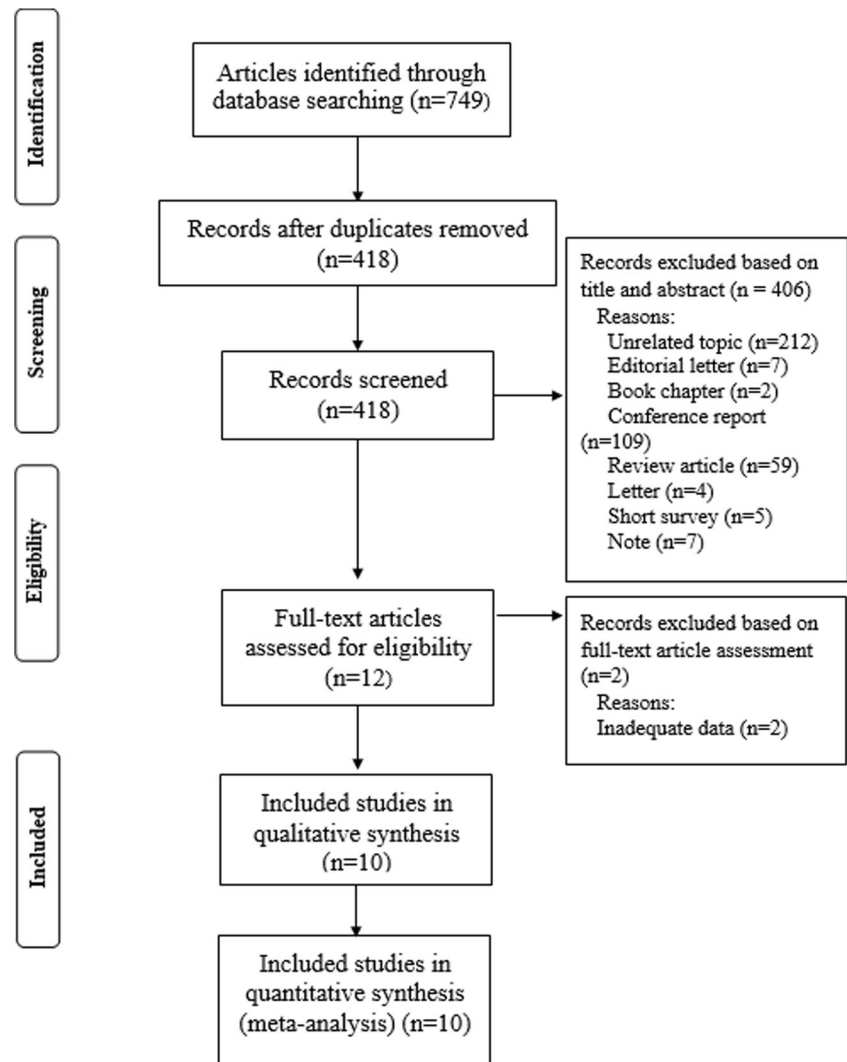 Identification
Articles identified through
database searching (n=749)
Records after duplicates removed
(n=418)
Screening
Records screened
(n=418)
Records excluded based on
title and abstract (n = 406)
Reasons:
Unrelated topic (n=212)
Editorial letter (n=7)
Book chapter (n=2)
Conference report
(n=109)
Review article (n=59)
Letter (n=4)
Short survey (n=5)
Note (n=7)
Eligibility
Full-text articles
assessed for eligibility
(n=12)
Records excluded based on
full-text article assessment
(n=2)
Reasons:
Inadequate data (n=2)
Included
Included studies in
qualitative synthesis
(n=10)
Included studies in
quantitative synthesis
(meta-analysis) (n=10)